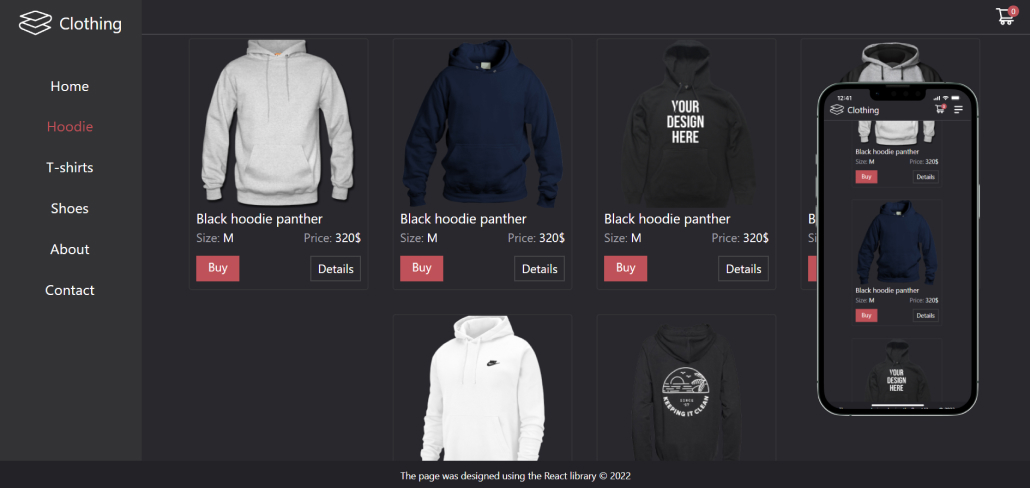 Clothing
0
Home
Hoodie
T-shirts
Shoes
About
Contact
YOUR
DESIGN
HERE
Black hoodie panther
Size: M Price: 320$
Buy Details
Black hoodie panther
Size: M Price: 320$
Buy Details
Black hoodie panther
Size: M Price: 320$
Buy Details
KEEPING IT CLEAN
12:41
Clothing
Black hoodie panther
Size: M Price: 320$
Buy Details
Black hoodie panther
Size: M Price: 320$
Buy Details
YOUR
DESIGN
HERE
The page was designed using the React library © 2022